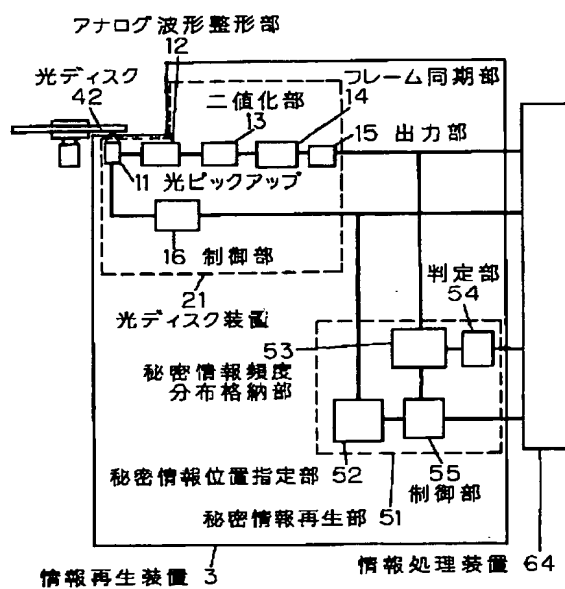 アナログ波形整形部
12
光ディスク
42
フレーム同期部
二値化部
14
13
15 出力部
11 光ピックアップ
16 制御部
21
光ディスク装置
判定部
54
53
秘密情報頻度
分布格納部
秘密情報位置指定部 52
55
制御部
秘密情報再生部 51
情報再生装置 3
情報処理装置 64